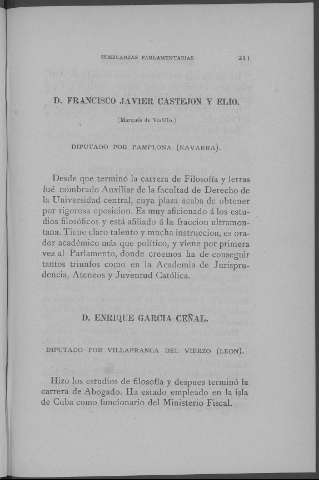 SEMBLANZAS PARLAMENTARIAS 211
D. FRANCISCO JAVIER CASTEJON Y ELIO.
(Marqués de Vadillo.)
DIPUTADO POR PAMPLONA (NAVARRA).
Desde que terminó la carrera de Filosofía y letras
fué nombrado Auxiliar de la facultad de Derecho de
la Universidad central, cuya plaza acaba de obtener
por rigorosa oposicion. Es muy aficionado á los estu-
dios filosóficos y está afiliado á la fraccion ultramon-
tana. Tiene claro talento y mucha instruccion, es ora-
dor académico más que político, y viene por primera
vez al Parlamento, donde creemos ha de conseguir
tantos triunfos como en la Academia de Jurispru-
dencia, Ateneos y Juventud Católica.
D. ENRIQUE GARCIA CEÑAL.
DIPUTADO POR VILLAFRANCA DEL VIERZO (LEON).
Hizo los estudios de filosofía y despues terminó la
carrera de Abogado. Ha estado empleado en la isla
de Cuba como funcionario del Ministerio Fiscal.